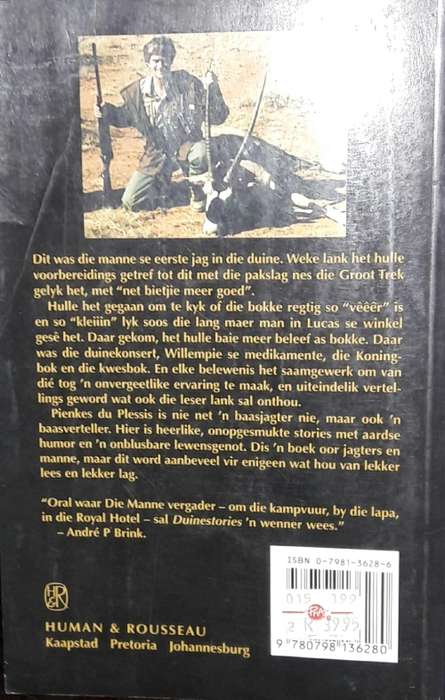 Dit was die manne se eerste jag in die duine. Weke lank het hulle
voorbereidings getref tot dit met die pakslag nes die Groot Trek
gelyk het, met "net bietjie meer goed".
Hulle het gegaan om te kyk of die bokke regtig so "vêêêr" is
en so "kleiiin" lyk soos die lang maer man in Lucas se winkel
gesê het. Daar gekom, het hulle baie meer beleef as bokke. Daar
was die duinekonsert, Willempie se medikamente, die Koning-
bok en die kwesbok. En elke belewenis het saamgewerk om van
dié tog 'n onvergeetlike ervaring te maak, en uiteindelik vertel-
lings geword wat ook die leser lank sal onthou.
Pienkes du Plessis is nie net 'n baasjagter nie, maar ook 'n
baasverteller. Hier is heerlike, onopgesmukte stories met aardse
humor en 'n onblusbare lewensgenot. Dis 'n boek oor jagters en
manne, maar dit word aanbeveel vir enigeen wat hou van lekker
lees en lekker lag.
"Oral waar Die Manne vergader – om die kampvuur, by die lapa,
in die Royal Hotel – sal Duinestories 'n wenner wees."
– André P Brink.
ISBN 0-7981-3628-6
015 199
2 R 39.95
9 780798 136280
HUMAN & ROUSSEAU
Kaapstad Pretoria Johannesburg